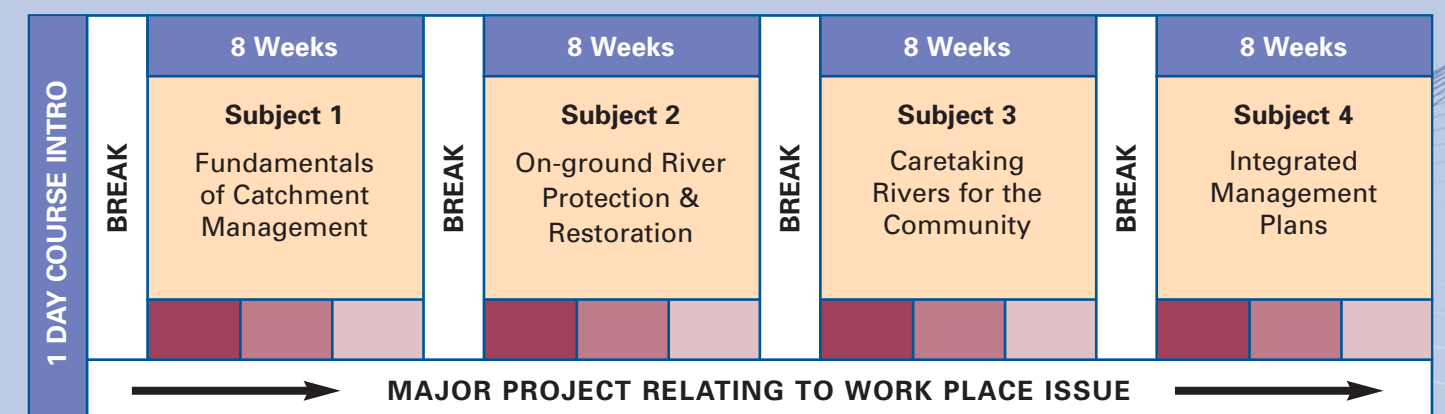 1 DAY COURSE INTRO
BREAK
8 Weeks
Subject 1
Fundamentals
of Catchment
Management
BREAK
8 Weeks
Subject 2
On-ground River
Protection &
Restoration
BREAK
8 Weeks
Subject 3
Caretaking
Rivers for the
Community
BREAK
8 Weeks
Subject 4
Integrated
Management
Plans
MAJOR PROJECT RELATING TO WORK PLACE ISSUE